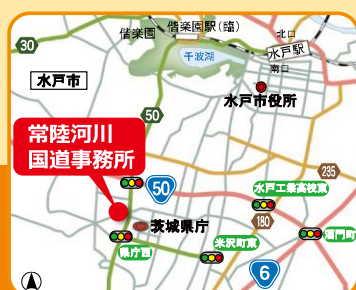 30
偕楽園
偕楽園駅(臨)
北口
水戸駅
南口
千波湖
水戸市
50
水戸市役所
常陸河川
国道事務所
50
235
水戸工業高校東
180
茨城県庁
県庁西
米沢町東
酒門町
6